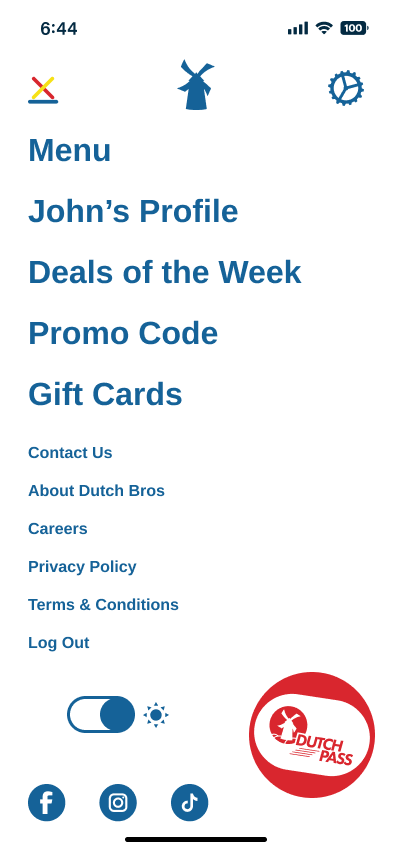 6:44
100
Menu
John’s Profile
Deals of the Week
Promo Code
Gift Cards
Contact Us
About Dutch Bros
Careers
Privacy Policy
Terms & Conditions
Log Out
DUTCH
PASS